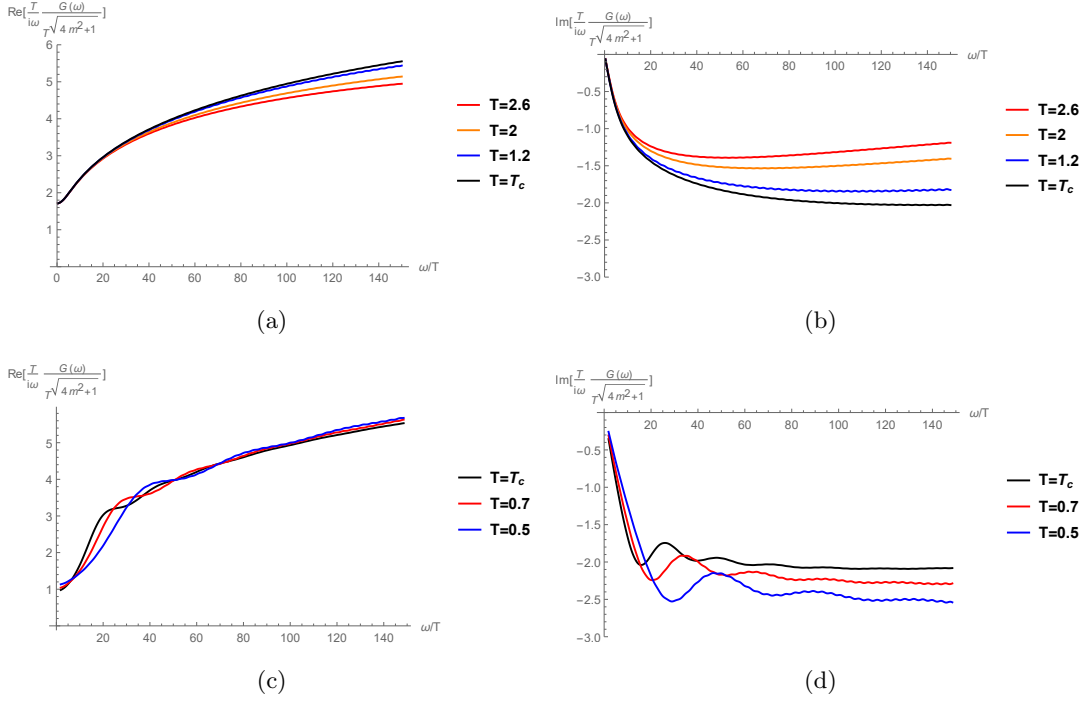 Re[T/iω G(ω)/T√4m²+1]
6
5
4
3
2
1
0 20 40 60 80 100 120 140
ω/T
T=2.6
T=2
T=1.2
T=Tc
(a)
Im[T/iω G(ω)/T√4m²+1]
20 40 60 80 100 120 140
ω/T
-0.5
-1.0
-1.5
-2.0
-2.5
-3.0
T=2.6
T=2
T=1.2
T=Tc
(b)
Re[T/iω G(ω)/T√4m²+1]
5
4
3
2
1
20 40 60 80 100 120 140
ω/T
T=Tc
T=0.7
T=0.5
(c)
Im[T/iω G(ω)/T√4m²+1]
20 40 60 80 100 120 140
ω/T
-0.5
-1.0
-1.5
-2.0
-2.5
-3.0
T=Tc
T=0.7
T=0.5
(d)